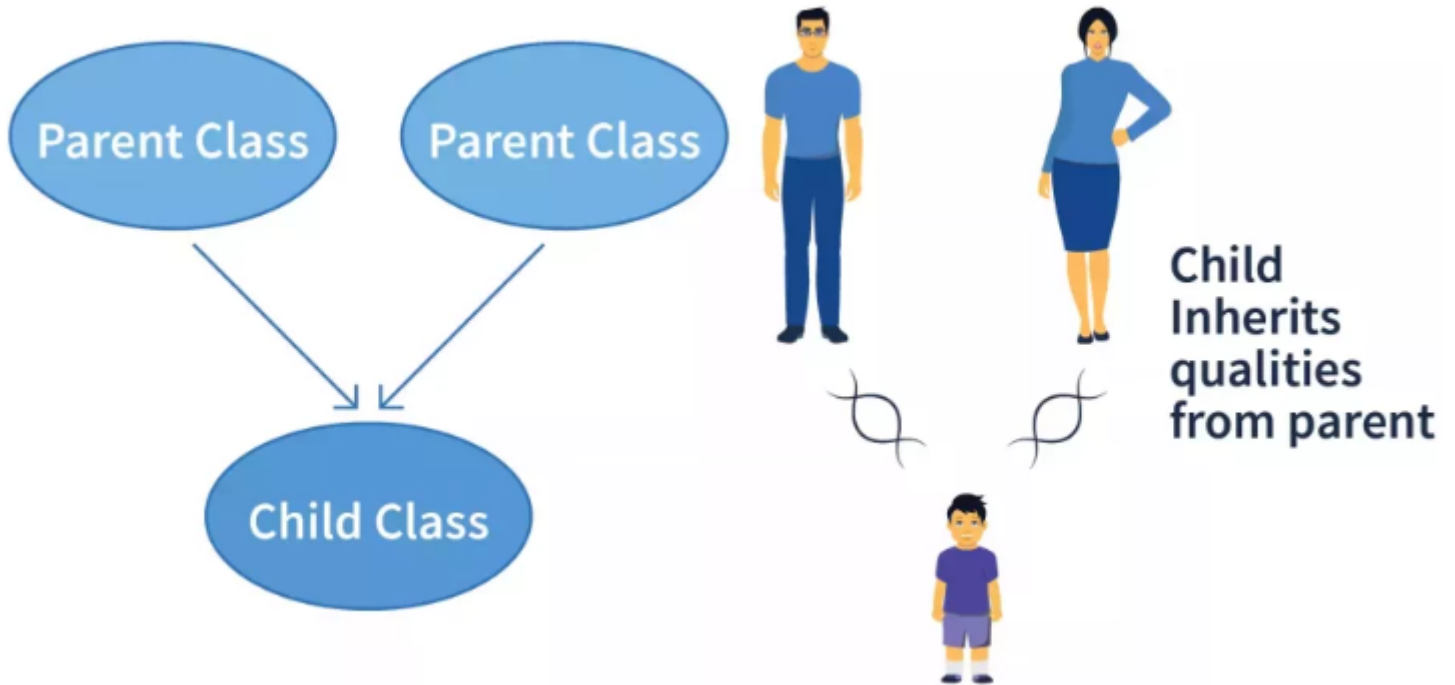 Parent Class
Parent Class
Child Class
Child
Inherits
qualities
from parent